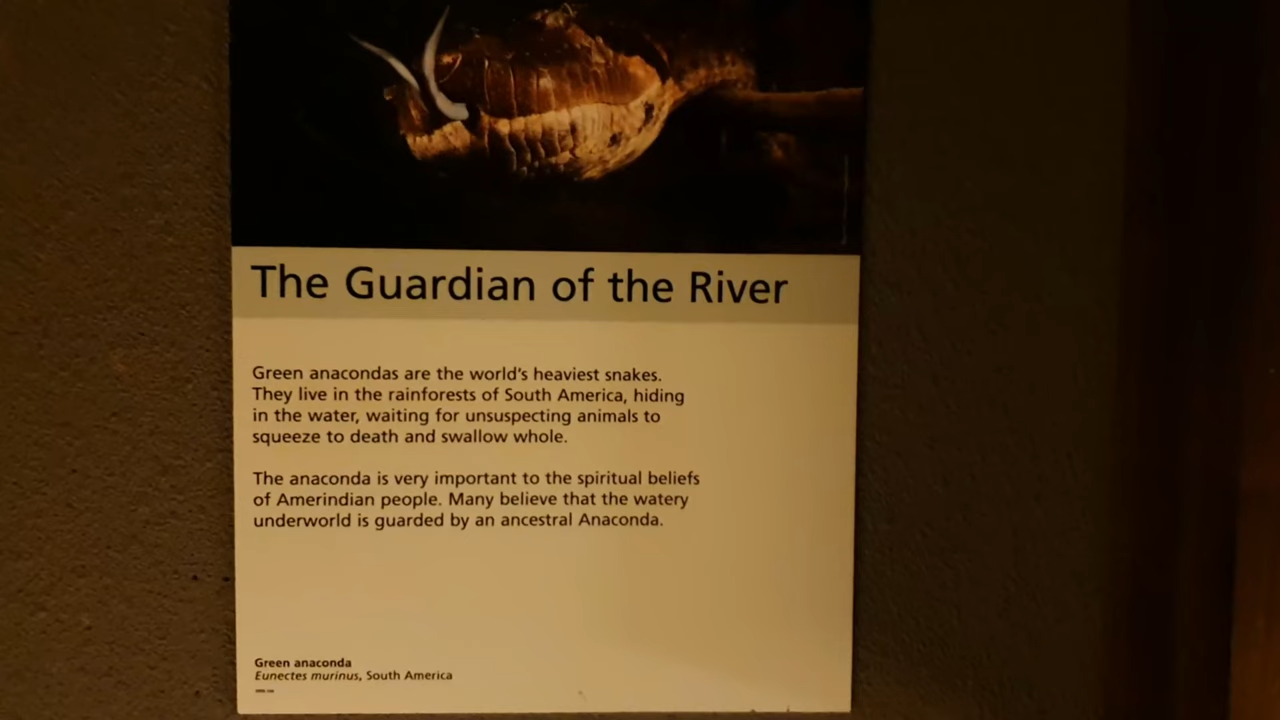 The Guardian of the River
Green anacondas are the world's heaviest snakes.
They live in the rainforests of South America, hiding
in the water, waiting for unsuspecting animals to
squeeze to death and swallow whole.
The anaconda is very important to the spiritual beliefs
of Amerindian people. Many believe that the watery
underworld is guarded by an ancestral Anaconda.
Green anaconda
Eunectes murinus, South America